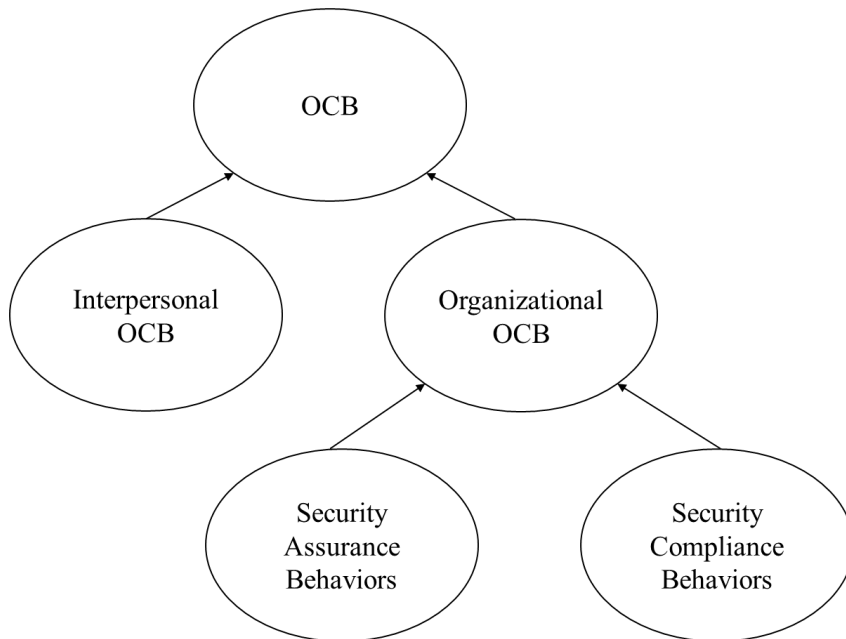 OCB
Interpersonal
OCB
Organizational
OCB
Security
Assurance
Behaviors
Security
Compliance
Behaviors